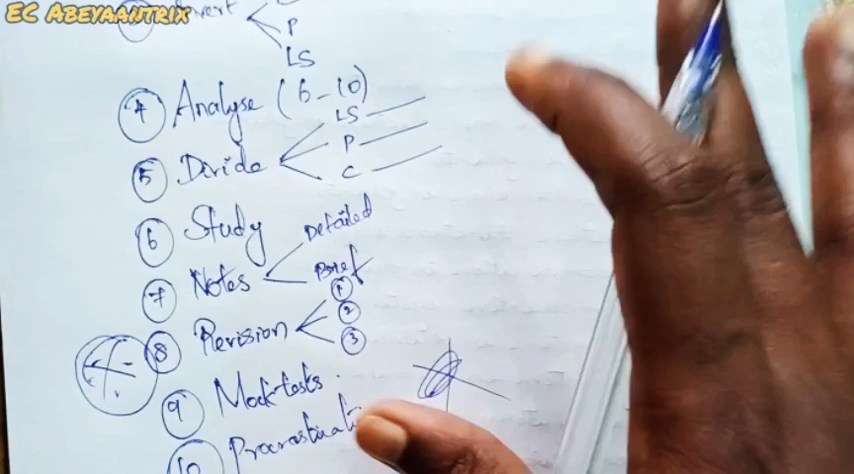 EC ABEYAANTRIX
P
LS
4 Analyse (6-10)
5 Divide LS
P
C
6 Study
7 Notes Detailed
Brief
8 Revision 1
2
3
9 Mock tests.
10